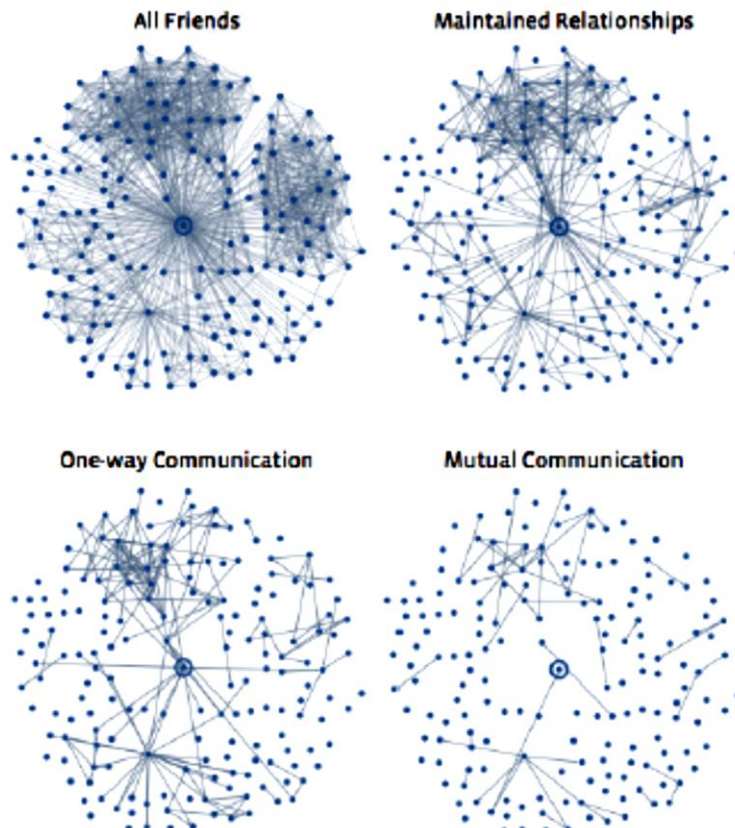 All Friends
Maintained Relationships
One-way Communication
Mutual Communication